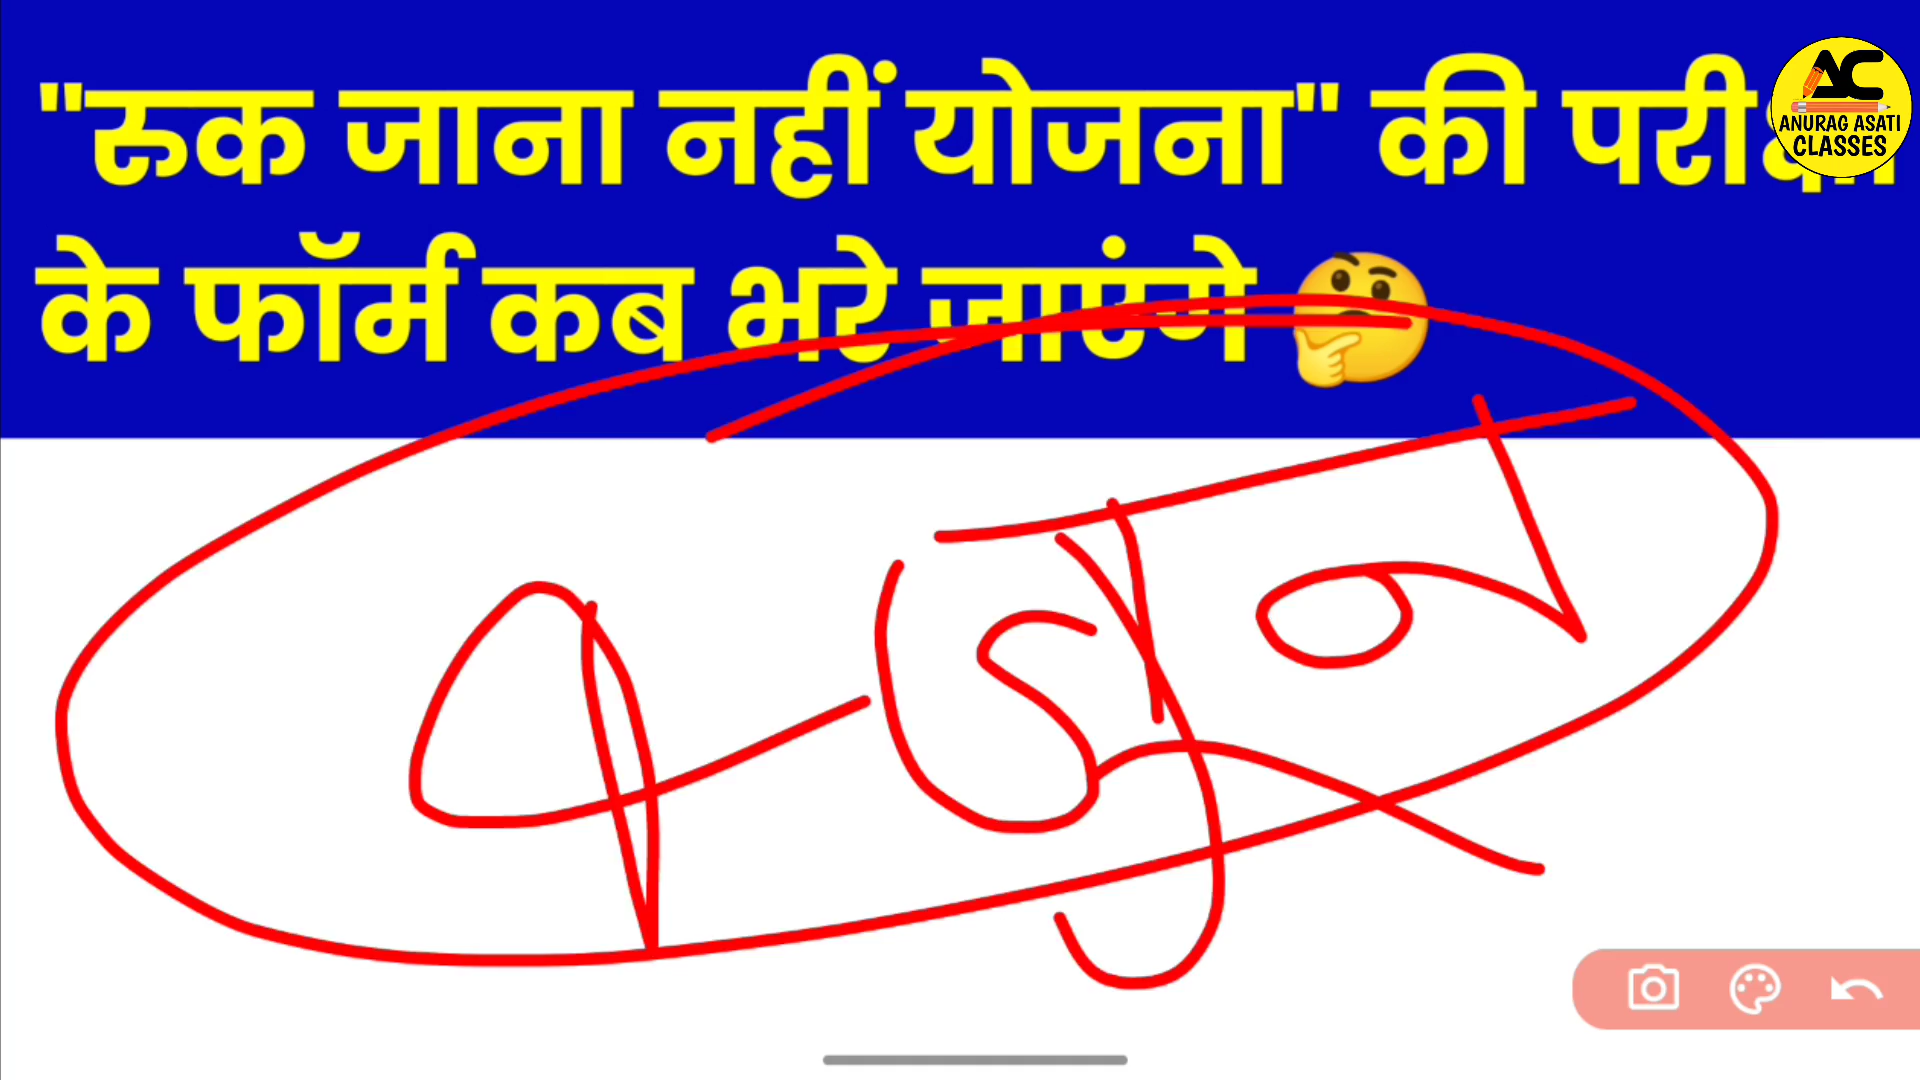 "रुक जाना नहीं योजना" की परीक्षा
के फॉर्म कब भरे जाएंगे 🤔
ANURAG ASATI
CLASSES
जून